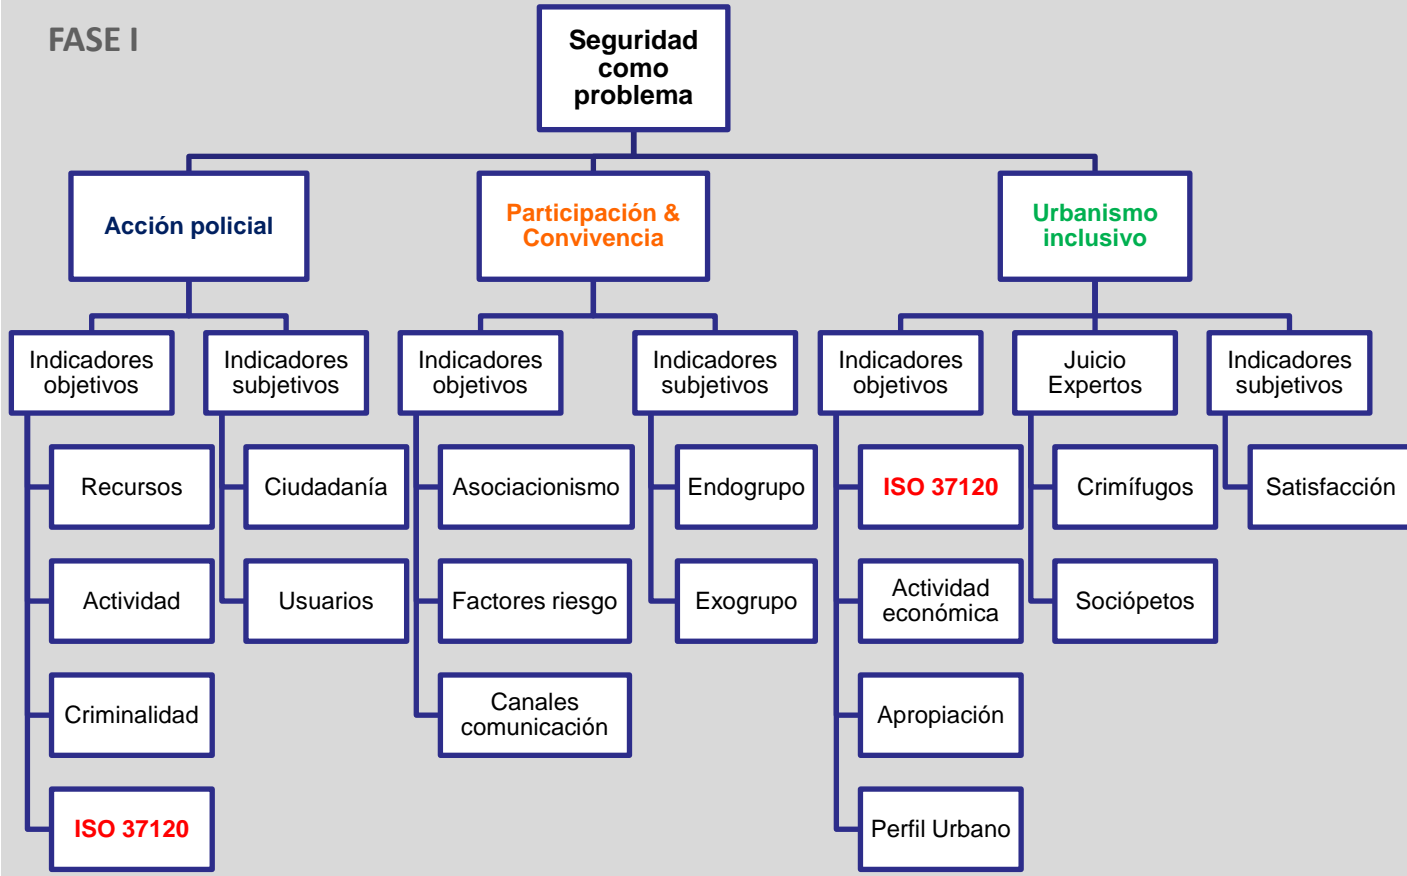 FASE I
Seguridad
como
problema
Acción policial
Participación &
Convivencia
Urbanismo
inclusivo
Indicadores
objetivos
Indicadores
subjetivos
Indicadores
objetivos
Indicadores
subjetivos
Indicadores
objetivos
Juicio
Expertos
Indicadores
subjetivos
Recursos
Ciudadanía
Asociacionismo
Endogrupo
ISO 37120
Crimífugos
Satisfacción
Actividad
Usuarios
Factores riesgo
Exogrupo
Actividad
económica
Sociópetos
Criminalidad
Canales
comunicación
Apropiación
ISO 37120
Perfil Urbano